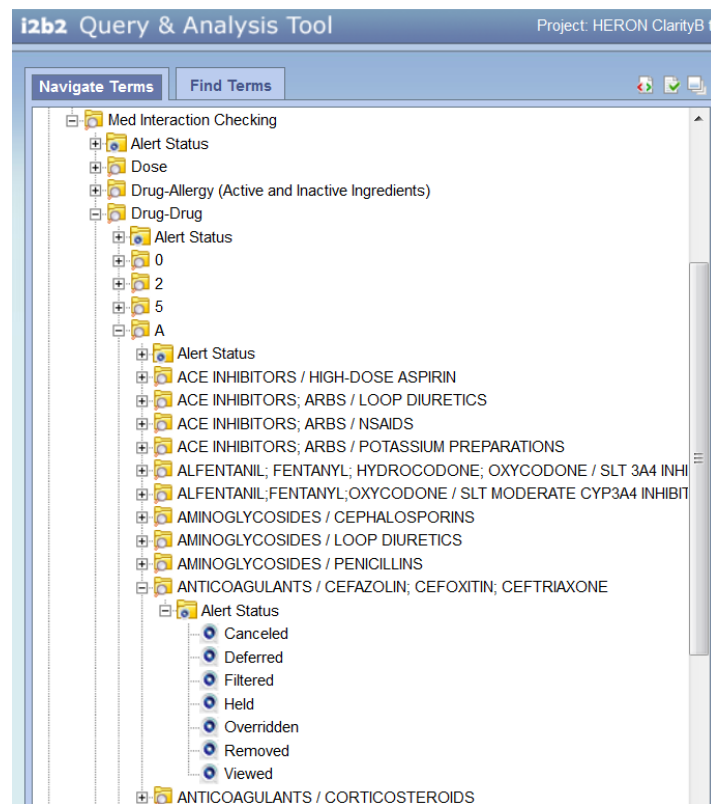 i2b2 Query & Analysis Tool Project: HERON ClarityB
Navigate Terms Find Terms
Med Interaction Checking
Alert Status
Dose
Drug-Allergy (Active and Inactive Ingredients)
Drug-Drug
Alert Status
0
2
5
A
Alert Status
ACE INHIBITORS / HIGH-DOSE ASPIRIN
ACE INHIBITORS; ARBS / LOOP DIURETICS
ACE INHIBITORS; ARBS / NSAIDS
ACE INHIBITORS; ARBS / POTASSIUM PREPARATIONS
ALFENTANIL; FENTANYL; HYDROCODONE; OXYCODONE / SLT 3A4 INHI
ALFENTANIL;FENTANYL;OXYCODONE / SLT MODERATE CYP3A4 INHIBIT
AMINOGLYCOSIDES / CEPHALOSPORINS
AMINOGLYCOSIDES / LOOP DIURETICS
AMINOGLYCOSIDES / PENICILLINS
ANTICOAGULANTS / CEFAZOLIN; CEFOXITIN; CEFTRIAXONE
Alert Status
Canceled
Deferred
Filtered
Held
Overridden
Removed
Viewed
ANTICOAGULANTS / CORTICOSTEROIDS